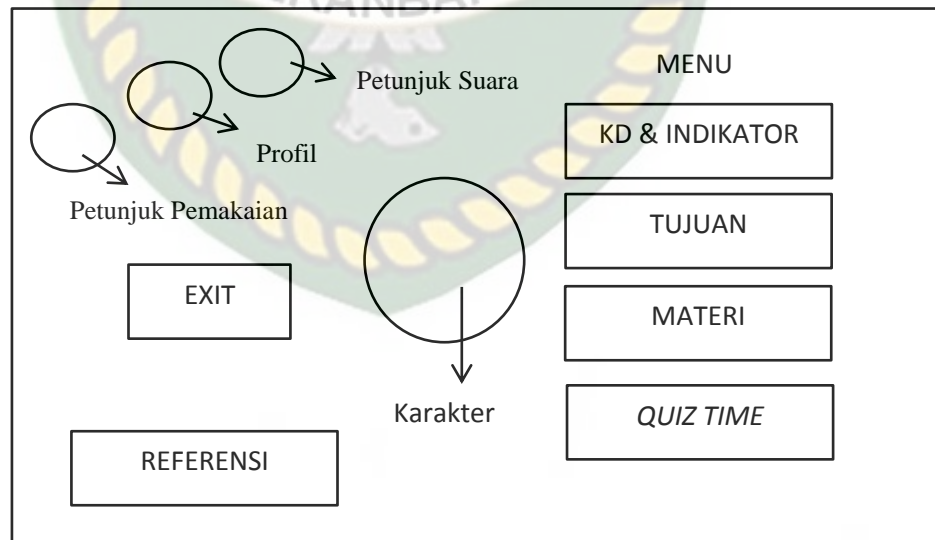 Petunjuk Suara
Profil
Petunjuk Pemakaian
EXIT
REFERENSI
Karakter
MENU
KD & INDIKATOR
TUJUAN
MATERI
QUIZ TIME